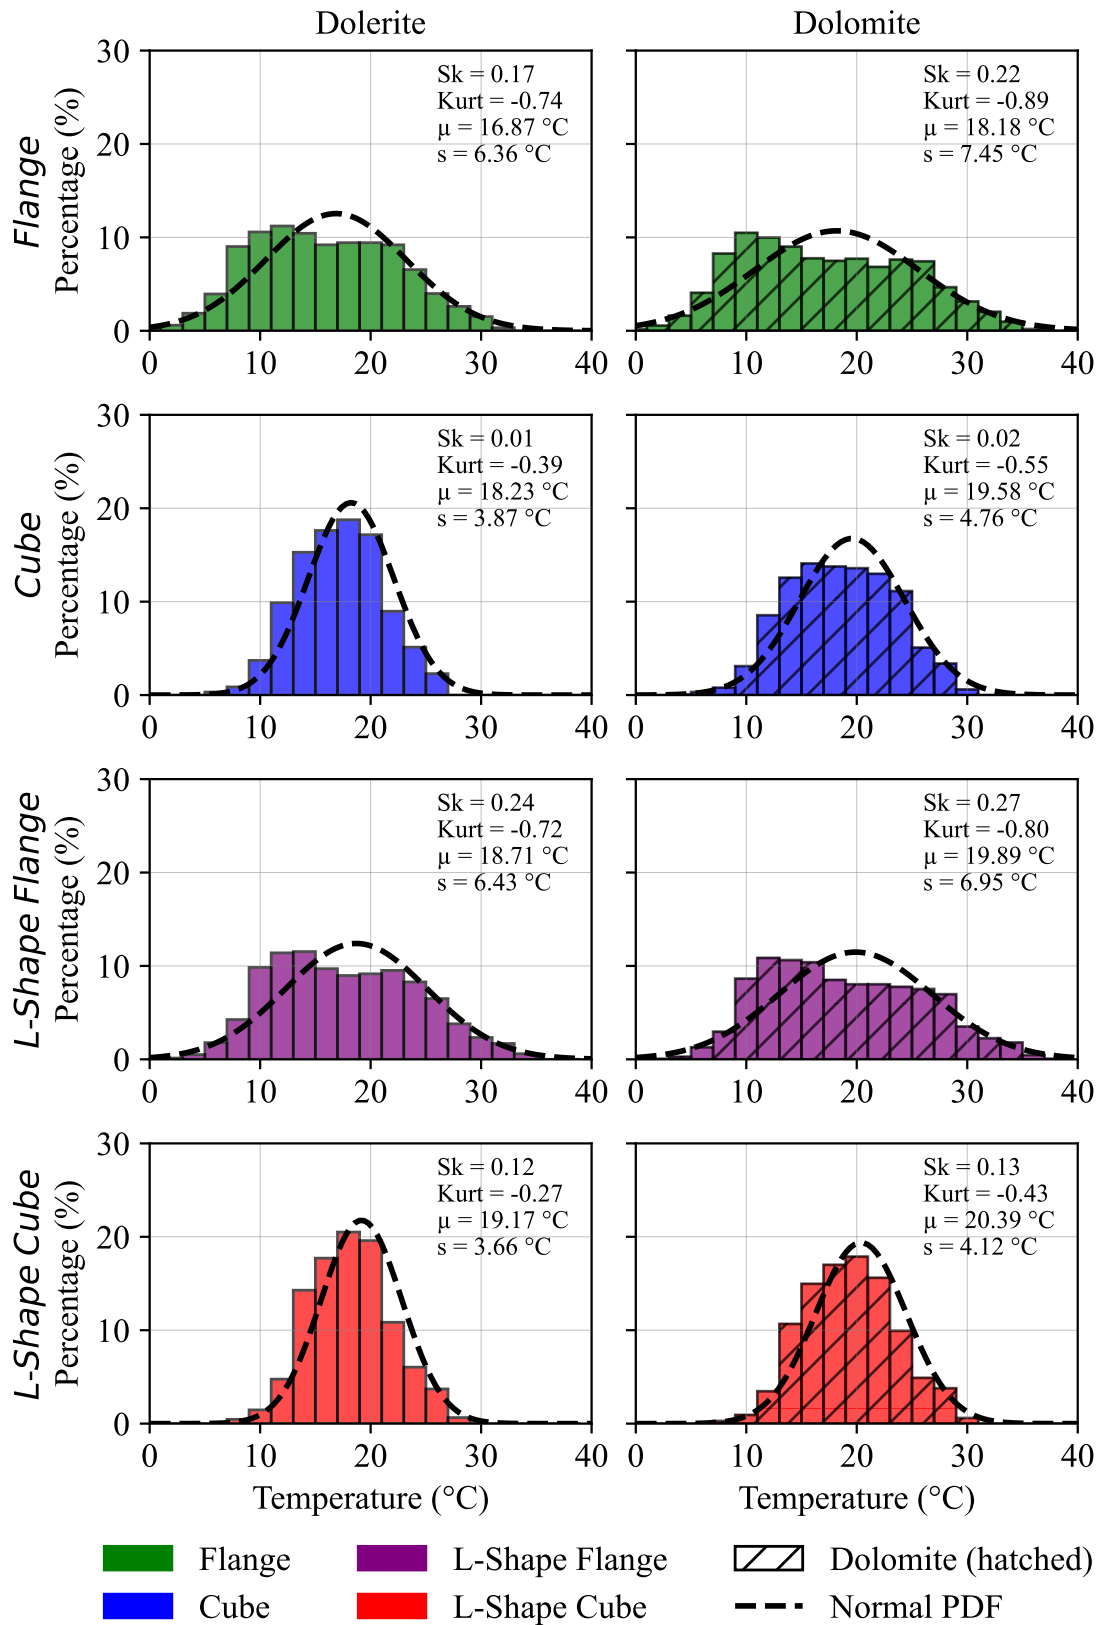 Dolerite
Dolomite
Flange
Percentage (%)
30
20
10
0
Sk = 0.17
Kurt = -0.74
µ = 16.87 °C
s = 6.36 °C
0 10 20 30 40
Sk = 0.22
Kurt = -0.89
µ = 18.18 °C
s = 7.45 °C
0 10 20 30 40
Cube
Percentage (%)
30
20
10
0
Sk = 0.01
Kurt = -0.39
µ = 18.23 °C
s = 3.87 °C
0 10 20 30 40
Sk = 0.02
Kurt = -0.55
µ = 19.58 °C
s = 4.76 °C
0 10 20 30 40
L-Shape Flange
Percentage (%)
30
20
10
0
Sk = 0.24
Kurt = -0.72
µ = 18.71 °C
s = 6.43 °C
0 10 20 30 40
Sk = 0.27
Kurt = -0.80
µ = 19.89 °C
s = 6.95 °C
0 10 20 30 40
L-Shape Cube
Percentage (%)
30
20
10
0
Sk = 0.12
Kurt = -0.27
µ = 19.17 °C
s = 3.66 °C
0 10 20 30 40
Temperature (°C)
Sk = 0.13
Kurt = -0.43
µ = 20.39 °C
s = 4.12 °C
0 10 20 30 40
Temperature (°C)
Flange
Cube
L-Shape Flange
L-Shape Cube
Dolomite (hatched)
Normal PDF